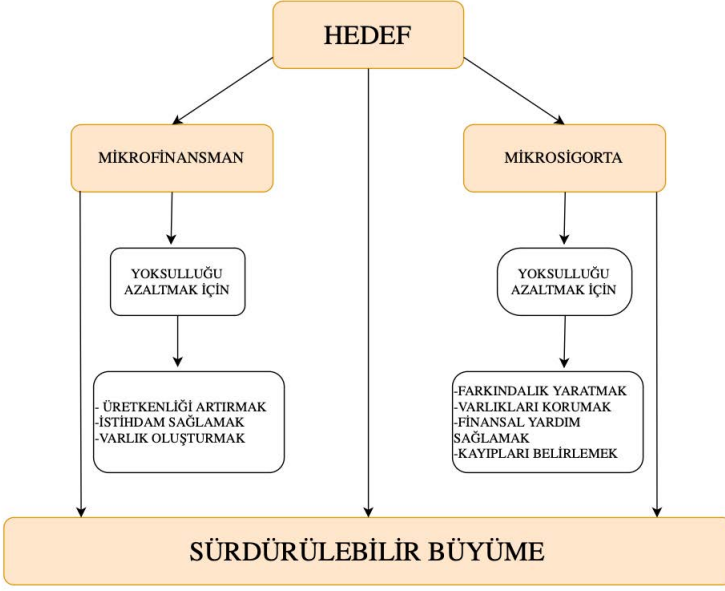 HEDEF
MİKROFİNANSMAN
MİKROSİGORTA
YOKSULLUĞU
AZALTMAK İÇİN
YOKSULLUĞU
AZALTMAK İÇİN
- ÜRETKENLİĞİ ARTIRMAK
-İSTİHDAM SAĞLAMAK
-VARLIK OLUŞTURMAK
-FARKINDALIK YARATMAK
-VARLIKLARI KORUMAK
-FİNANSAL YARDIM
SAĞLAMAK
-KAYIPLARI BELİRLEMEK
SÜRDÜRÜLEBİLİR BÜYÜME